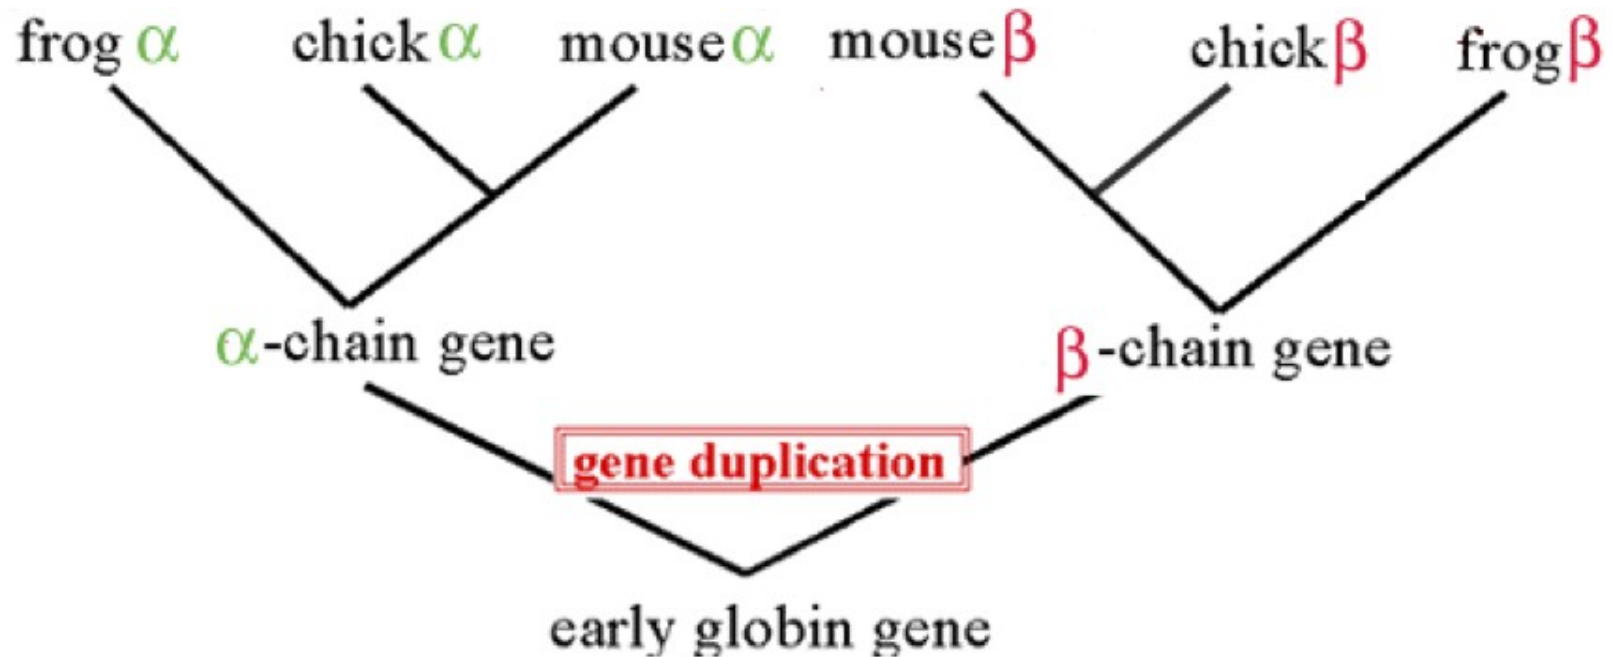 frog α chick α mouse α mouse β chick β frog β
α-chain gene β-chain gene
gene duplication
early globin gene